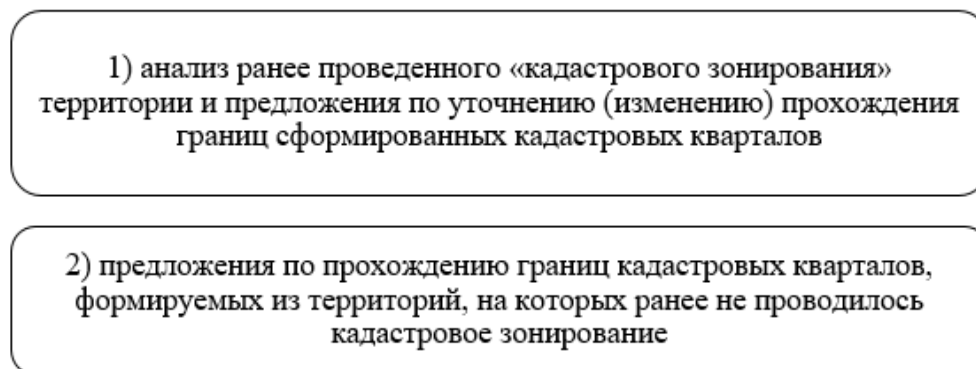 1) анализ ранее проведенного «кадастрового зонирования»
территории и предложения по уточнению (изменению) прохождения
границ сформированных кадастровых кварталов
2) предложения по прохождению границ кадастровых кварталов,
формируемых из территорий, на которых ранее не проводилось
кадастровое зонирование